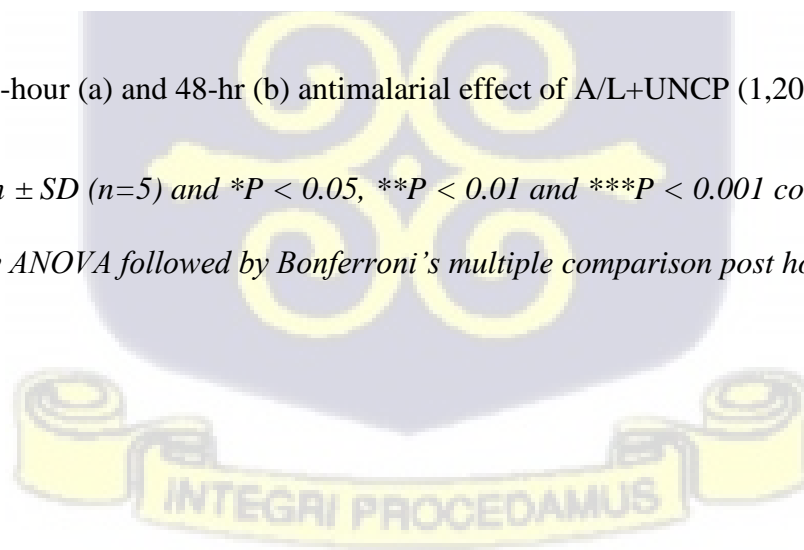 -hour (a) and 48-hr (b) antimalarial effect of A/L+UNCP (1,20
± SD (n=5) and *P < 0.05, **P < 0.01 and ***P < 0.001 co
ANOVA followed by Bonferroni’s multiple comparison post ho
INTEGRI PROCEDAMUS